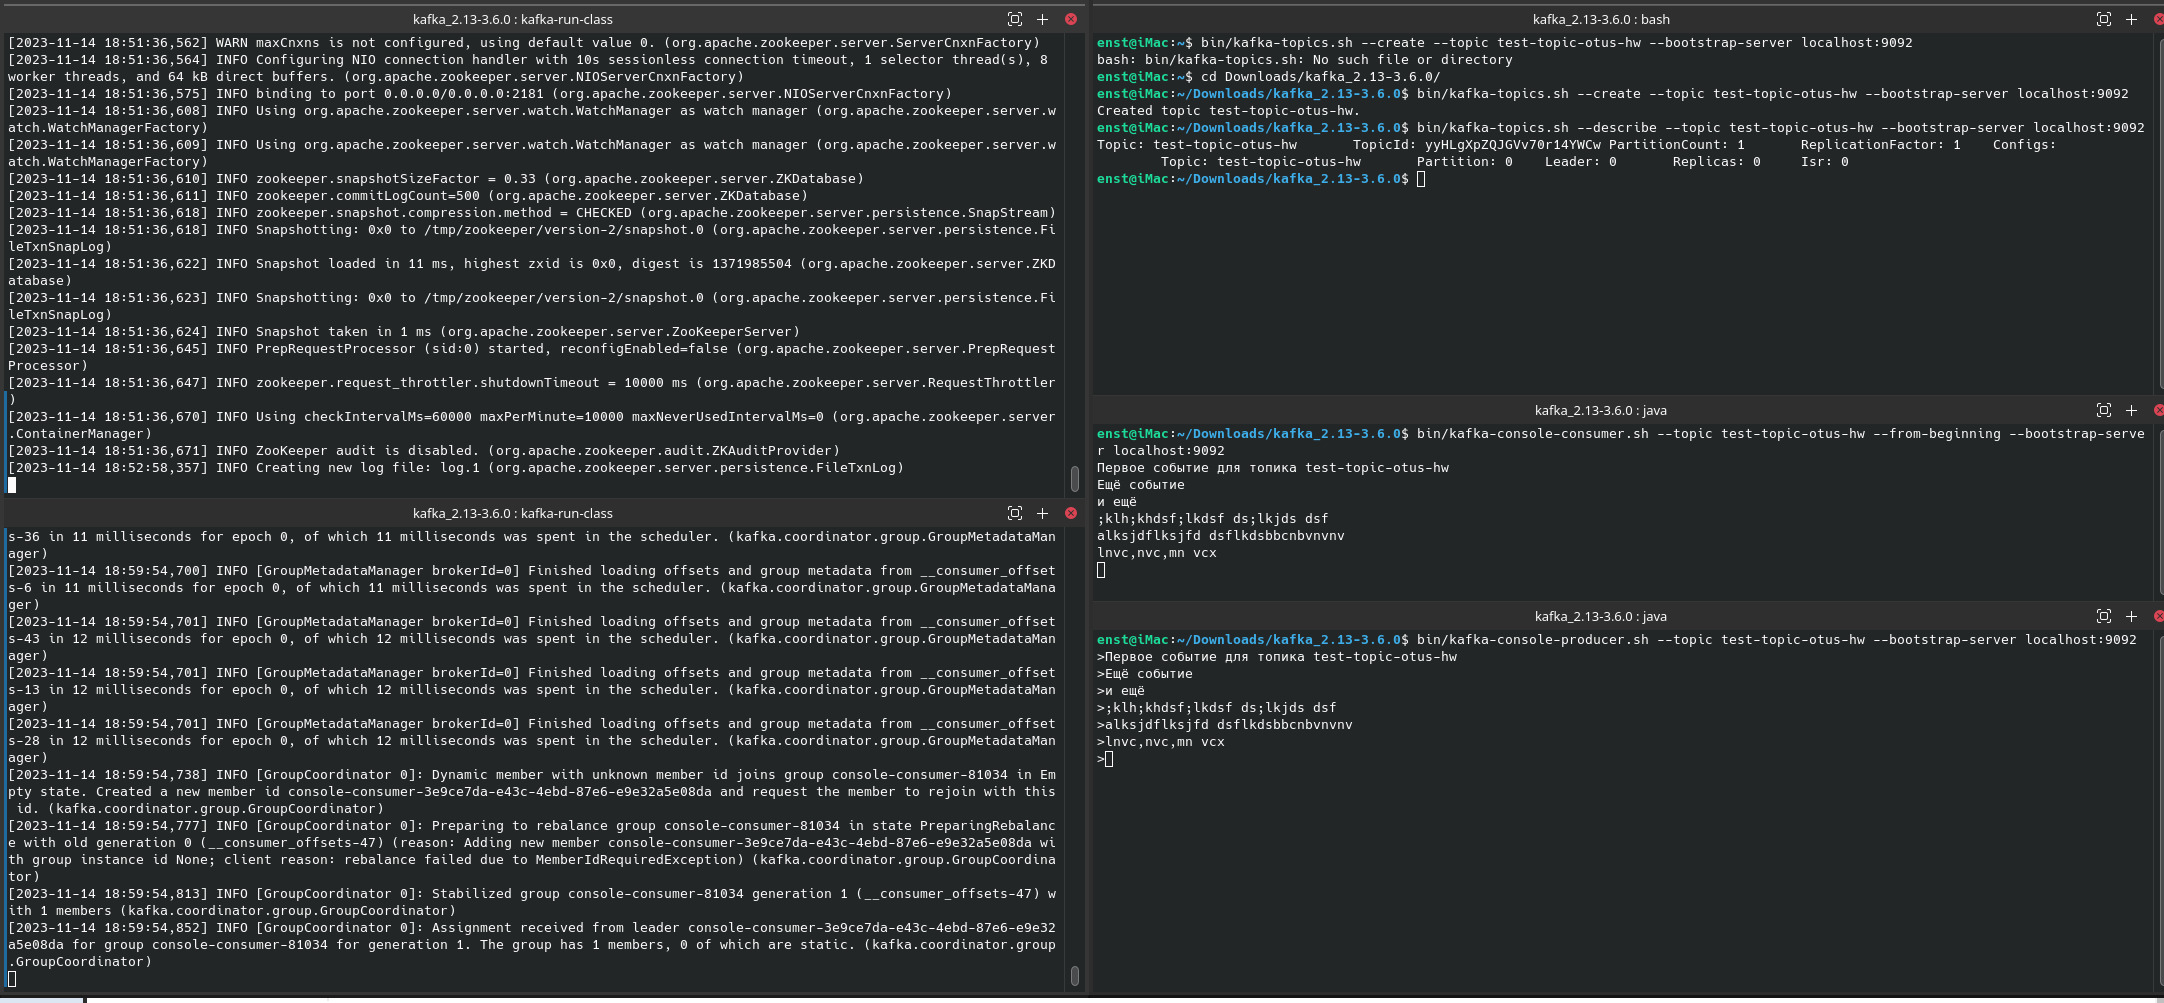 kafka_2.13-3.6.0 : kafka-run-class
[2023-11-14 18:51:36,562] WARN maxCnxns is not configured, using default value 0. (org.apache.zookeeper.server.ServerCnxnFactory)
[2023-11-14 18:51:36,564] INFO Configuring NIO connection handler with 10s sessionless connection timeout, 1 selector thread(s), 8
worker threads, and 64 kB direct buffers. (org.apache.zookeeper.server.NIOServerCnxnFactory)
[2023-11-14 18:51:36,575] INFO binding to port 0.0.0.0/0.0.0.0:2181 (org.apache.zookeeper.server.NIOServerCnxnFactory)
[2023-11-14 18:51:36,608] INFO Using org.apache.zookeeper.server.watch.WatchManager as watch manager (org.apache.zookeeper.server.w
atch.WatchManagerFactory)
[2023-11-14 18:51:36,609] INFO Using org.apache.zookeeper.server.watch.WatchManager as watch manager (org.apache.zookeeper.server.w
atch.WatchManagerFactory)
[2023-11-14 18:51:36,610] INFO zookeeper.snapshotSizeFactor = 0.33 (org.apache.zookeeper.server.ZKDatabase)
[2023-11-14 18:51:36,611] INFO zookeeper.commitLogCount=500 (org.apache.zookeeper.server.ZKDatabase)
[2023-11-14 18:51:36,618] INFO zookeeper.snapshot.compression.method = CHECKED (org.apache.zookeeper.server.persistence.SnapStream)
[2023-11-14 18:51:36,618] INFO Snapshotting: 0x0 to /tmp/zookeeper/version-2/snapshot.0 (org.apache.zookeeper.server.persistence.Fi
leTxnSnapLog)
[2023-11-14 18:51:36,622] INFO Snapshot loaded in 11 ms, highest zxid is 0x0, digest is 1371985504 (org.apache.zookeeper.server.ZKD
atabase)
[2023-11-14 18:51:36,623] INFO Snapshotting: 0x0 to /tmp/zookeeper/version-2/snapshot.0 (org.apache.zookeeper.server.persistence.Fi
leTxnSnapLog)
[2023-11-14 18:51:36,624] INFO Snapshot taken in 1 ms (org.apache.zookeeper.server.ZooKeeperServer)
[2023-11-14 18:51:36,645] INFO PrepRequestProcessor (sid:0) started, reconfigEnabled=false (org.apache.zookeeper.server.PrepRequest
Processor)
[2023-11-14 18:51:36,647] INFO zookeeper.request_throttler.shutdownTimeout = 10000 ms (org.apache.zookeeper.server.RequestThrottler
)
[2023-11-14 18:51:36,670] INFO Using checkIntervalMs=60000 maxPerMinute=10000 maxNeverUsedIntervalMs=0 (org.apache.zookeeper.server
.ContainerManager)
[2023-11-14 18:51:36,671] INFO ZooKeeper audit is disabled. (org.apache.zookeeper.audit.ZKAuditProvider)
[2023-11-14 18:52:58,357] INFO Creating new log file: log.1 (org.apache.zookeeper.server.persistence.FileTxnLog)
kafka_2.13-3.6.0 : kafka-run-class
s-36 in 11 milliseconds for epoch 0, of which 11 milliseconds was spent in the scheduler. (kafka.coordinator.group.GroupMetadataMan
ager)
[2023-11-14 18:59:54,700] INFO [GroupMetadataManager brokerId=0] Finished loading offsets and group metadata from __consumer_offset
s-6 in 11 milliseconds for epoch 0, of which 11 milliseconds was spent in the scheduler. (kafka.coordinator.group.GroupMetadataMana
ger)
[2023-11-14 18:59:54,701] INFO [GroupMetadataManager brokerId=0] Finished loading offsets and group metadata from __consumer_offset
s-43 in 12 milliseconds for epoch 0, of which 12 milliseconds was spent in the scheduler. (kafka.coordinator.group.GroupMetadataMan
ager)
[2023-11-14 18:59:54,701] INFO [GroupMetadataManager brokerId=0] Finished loading offsets and group metadata from __consumer_offset
s-13 in 12 milliseconds for epoch 0, of which 12 milliseconds was spent in the scheduler. (kafka.coordinator.group.GroupMetadataMan
ager)
[2023-11-14 18:59:54,701] INFO [GroupMetadataManager brokerId=0] Finished loading offsets and group metadata from __consumer_offset
s-28 in 12 milliseconds for epoch 0, of which 12 milliseconds was spent in the scheduler. (kafka.coordinator.group.GroupMetadataMan
ager)
[2023-11-14 18:59:54,738] INFO [GroupCoordinator 0]: Dynamic member with unknown member id joins group console-consumer-81034 in Em
pty state. Created a new member id console-consumer-3e9ce7da-e43c-4ebd-87e6-e9e32a5e08da and request the member to rejoin with this
 id. (kafka.coordinator.group.GroupCoordinator)
[2023-11-14 18:59:54,777] INFO [GroupCoordinator 0]: Preparing to rebalance group console-consumer-81034 in state PreparingRebalanc
e with old generation 0 (__consumer_offsets-47) (reason: Adding new member console-consumer-3e9ce7da-e43c-4ebd-87e6-e9e32a5e08da wi
th group instance id None; client reason: rebalance failed due to MemberIdRequiredException) (kafka.coordinator.group.GroupCoordina
tor)
[2023-11-14 18:59:54,813] INFO [GroupCoordinator 0]: Stabilized group console-consumer-81034 generation 1 (__consumer_offsets-47) w
ith 1 members (kafka.coordinator.group.GroupCoordinator)
[2023-11-14 18:59:54,852] INFO [GroupCoordinator 0]: Assignment received from leader console-consumer-3e9ce7da-e43c-4ebd-87e6-e9e32
a5e08da for group console-consumer-81034 for generation 1. The group has 1 members, 0 of which are static. (kafka.coordinator.group
.GroupCoordinator)
kafka_2.13-3.6.0 : bash
enst@iMac:~$ bin/kafka-topics.sh --create --topic test-topic-otus-hw --bootstrap-server localhost:9092
bash: bin/kafka-topics.sh: No such file or directory
enst@iMac:~$ cd Downloads/kafka_2.13-3.6.0/
enst@iMac:~/Downloads/kafka_2.13-3.6.0$ bin/kafka-topics.sh --create --topic test-topic-otus-hw --bootstrap-server localhost:9092
Created topic test-topic-otus-hw.
enst@iMac:~/Downloads/kafka_2.13-3.6.0$ bin/kafka-topics.sh --describe --topic test-topic-otus-hw --bootstrap-server localhost:9092
Topic: test-topic-otus-hw TopicId: yyHLgXpZQJGVv70r14YWCw PartitionCount: 1 ReplicationFactor: 1 Configs:
Topic: test-topic-otus-hw Partition: 0 Leader: 0 Replicas: 0 Isr: 0
enst@iMac:~/Downloads/kafka_2.13-3.6.0$
kafka_2.13-3.6.0 : java
enst@iMac:~/Downloads/kafka_2.13-3.6.0$ bin/kafka-console-consumer.sh --topic test-topic-otus-hw --from-beginning --bootstrap-serve
r localhost:9092
Первое событие для топика test-topic-otus-hw
Ещё событие
и ещё
;klh;khdsf;lkdsf ds;lkjds dsf
alksjdflksjfd dsflkdsbbcnbvnvnv
lnvc,nvc,mn vcx
kafka_2.13-3.6.0 : java
enst@iMac:~/Downloads/kafka_2.13-3.6.0$ bin/kafka-console-producer.sh --topic test-topic-otus-hw --bootstrap-server localhost:9092
>Первое событие для топика test-topic-otus-hw
>Ещё событие
>и ещё
>;klh;khdsf;lkdsf ds;lkjds dsf
>alksjdflksjfd dsflkdsbbcnbvnvnv
>lnvc,nvc,mn vcx
>